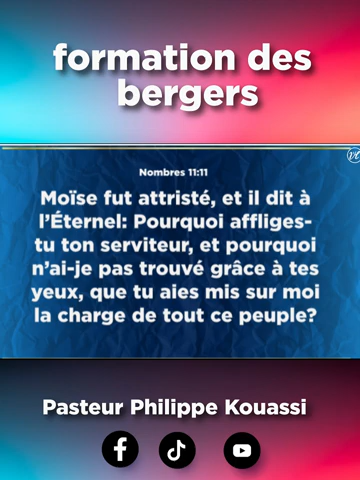 formation des
bergers
Nombres 11:11
Moïse fut attristé, et il dit à
l'Éternel: Pourquoi affliges-
tu ton serviteur, et pourquoi
n'ai-je pas trouvé grâce à tes
yeux, que tu aies mis sur moi
la charge de tout ce peuple?
Pasteur Philippe Kouassi